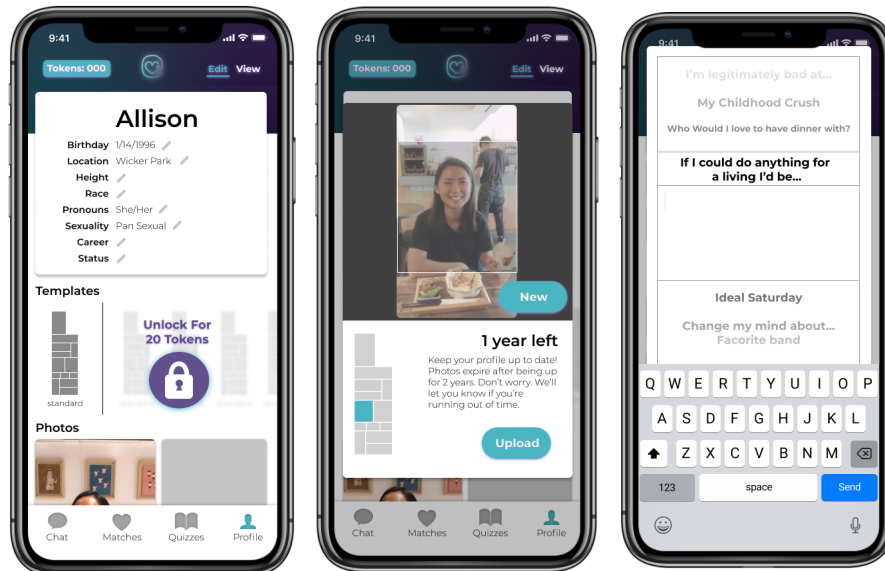 9:41
Tokens: 000
Edit View
Allison
Birthday 1/14/1996
Location Wicker Park
Height
Race
Pronouns She/Her
Sexuality Pan Sexual
Career
Status
Templates
Unlock For
20 Tokens
standard
Photos
Chat Matches Quizzes Profile
9:41
Tokens: 000
Edit View
New
1 year left
Keep your profile up to date!
Photos expire after being up
for 2 years. Don't worry. We'll
let you know if you're
running out of time.
Upload
Chat Matches Quizzes Profile
9:41
I'm legitimately bad at...
My Childhood Crush
Who Would I love to have dinner with?
If I could do anything for
a living I'd be...
Ideal Saturday
Change my mind about...
Facorite band
Q W E R T Y U I O P
A S D F G H J K L
Z X C V B N M
123 space Send